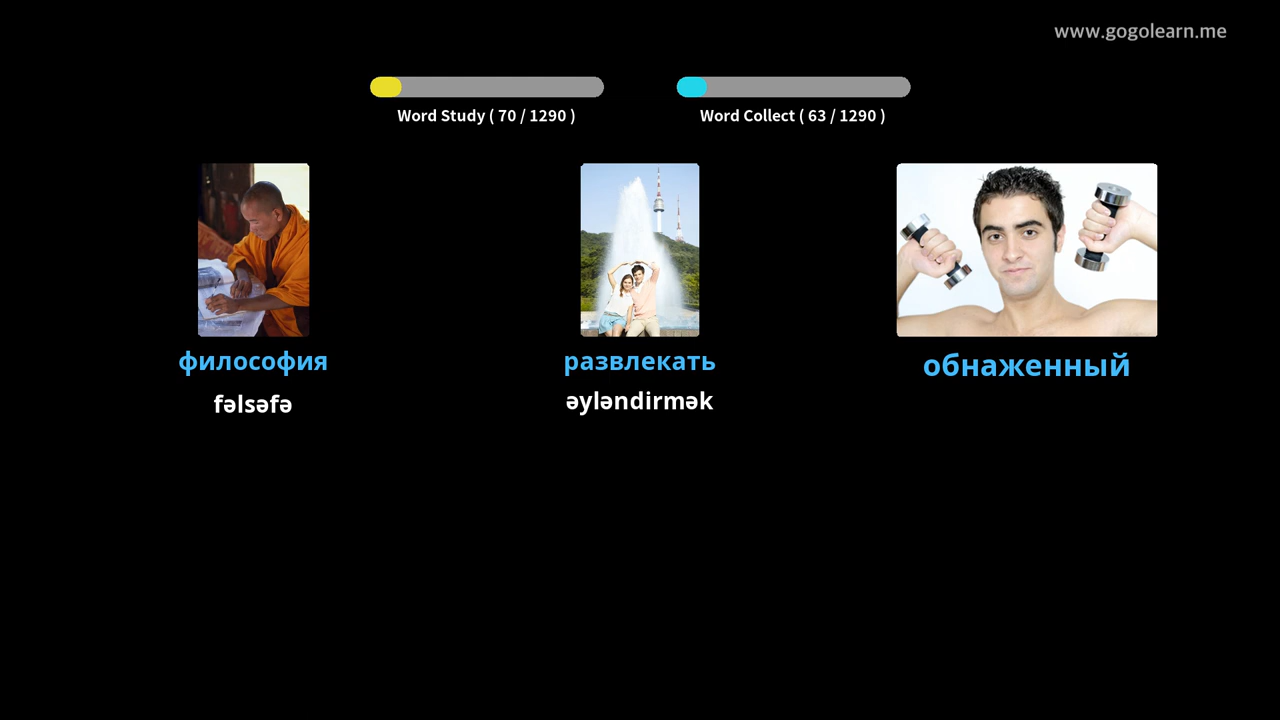 www.gogolearn.me
Word Study ( 70 / 1290 )
Word Collect ( 63 / 1290 )
философия
развлекать
обнаженный
fəlsəfə
əyləndirmək